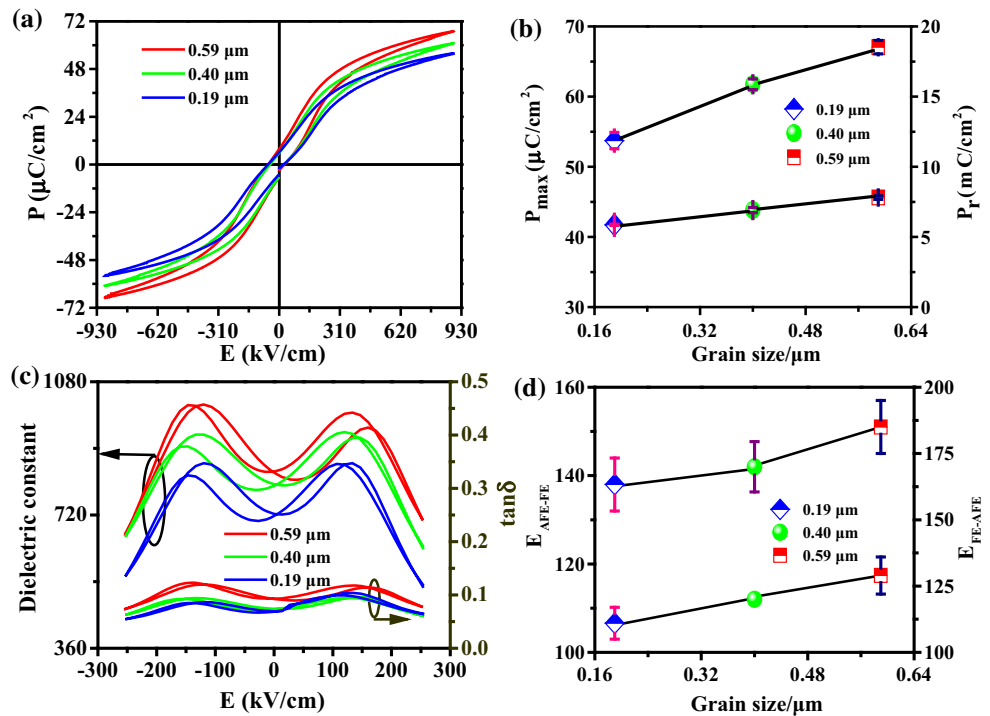 (a)
72
48
24
0
-24
-48
-72
P (μC/cm²)
0.59 μm
0.40 μm
0.19 μm
-930 -620 -310 0 310 620 930
E (kV/cm)
(b)
70
60
50
40
30
P max (μC/cm²)
20
15
10
5
0
P r (mC/cm²)
0.19 μm
0.40 μm
0.59 μm
0.16 0.32 0.48 0.64
Grain size/μm
(c)
1080
720
360
Dielectric constant
0.5
0.4
0.3
0.2
0.1
0.0
tanδ
0.59 μm
0.40 μm
0.19 μm
-300 -200 -100 0 100 200 300
E (kV/cm)
(d)
160
140
120
100
E AFE-FE
200
175
150
125
100
E FE-AFE
0.19 μm
0.40 μm
0.59 μm
0.16 0.32 0.48 0.64
Grain size/μm